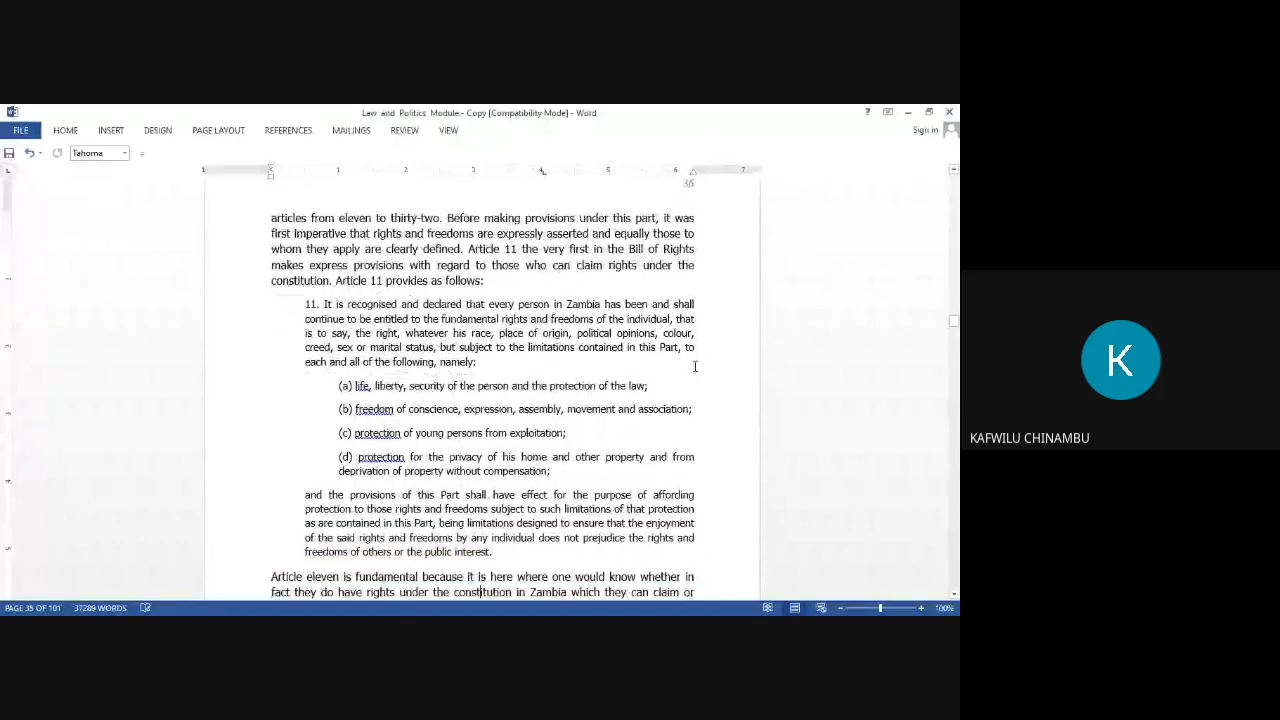 Law and Politics Module.- Copy [Compatibility Mode] - Word
FILE HOME INSERT DESIGN PAGE LAYOUT REFERENCES MAILINGS REVIEW VIEW
Sign in
Tahoma
1 1 2 3 4 5 6 7
36
articles from eleven to thirty-two. Before making provisions under this part, it was
first imperative that rights and freedoms are expressly asserted and equally those to
whom they apply are clearly defined. Article 11 the very first in the Bill of Rights
makes express provisions with regard to those who can claim rights under the
constitution. Article 11 provides as follows:
11. It is recognised and declared that every person in Zambia has been and shall
continue to be entitled to the fundamental rights and freedoms of the individual, that
is to say, the right, whatever his race, place of origin, political opinions, colour,
creed, sex or marital status, but subject to the limitations contained in this Part, to
each and all of the following, namely:
(a) life, liberty, security of the person and the protection of the law;
(b) freedom of conscience, expression, assembly, movement and association;
(c) protection of young persons from exploitation;
(d) protection for the privacy of his home and other property and from
deprivation of property without compensation;
and the provisions of this Part shall have effect for the purpose of affording
protection to those rights and freedoms subject to such limitations of that protection
as are contained in this Part, being limitations designed to ensure that the enjoyment
of the said rights and freedoms by any individual does not prejudice the rights and
freedoms of others or the public interest.
Article eleven is fundamental because it is here where one would know whether in
fact they do have rights under the constitution in Zambia which they can claim or
PAGE 35 OF 101 37289 WORDS
100%
K
KAFWILU CHINAMBU